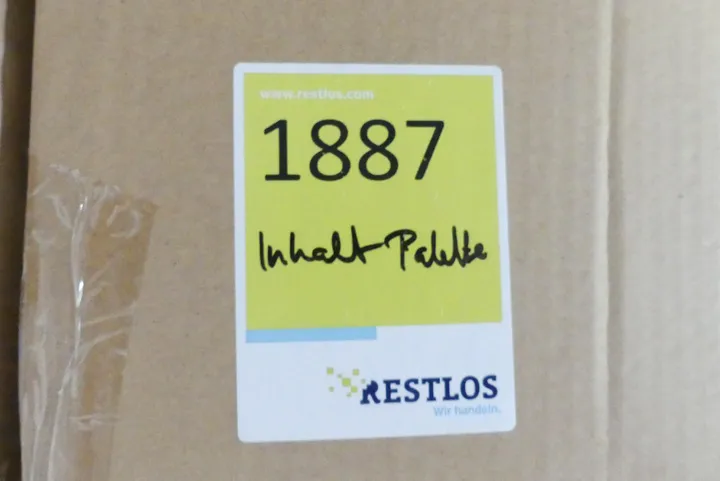 www.restlos.com
1887
Inhalt Palette
RESTLOS
Wir handeln.